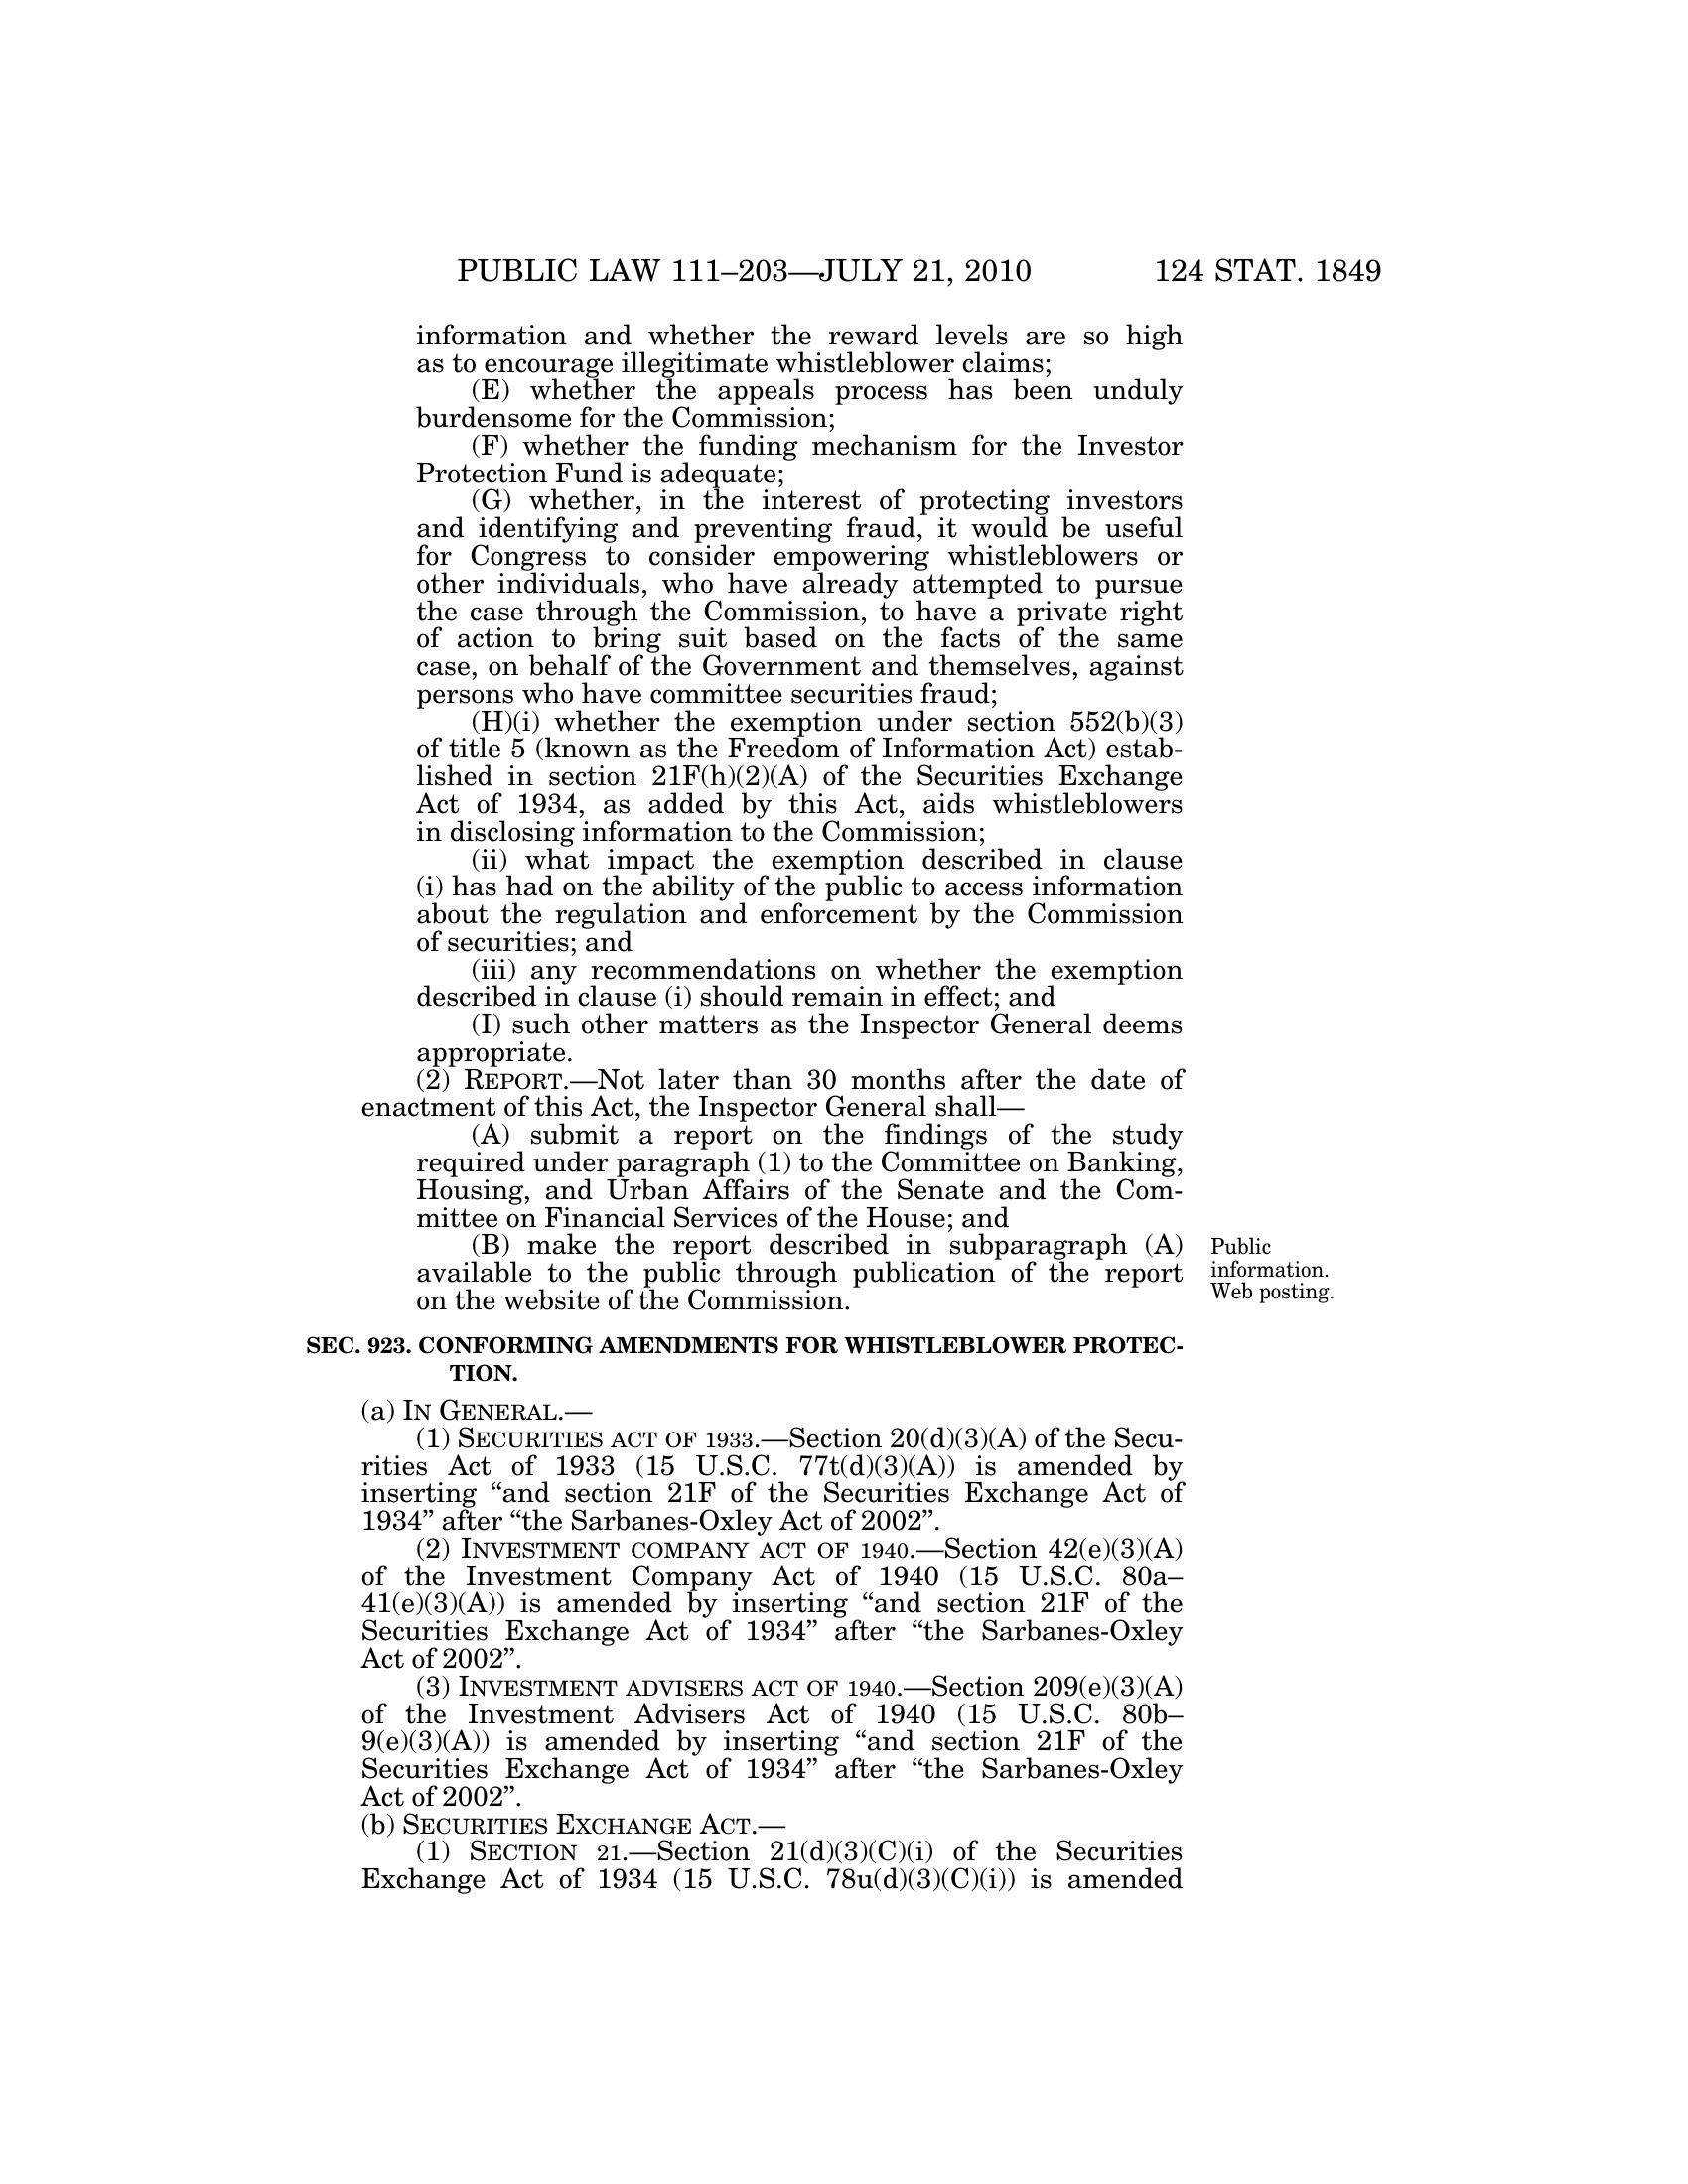 PUBLIC LAW 111–203—JULY 21, 2010 124 STAT. 1849
information and whether the reward levels are so high
as to encourage illegitimate whistleblower claims;
(E) whether the appeals process has been unduly
burdensome for the Commission;
(F) whether the funding mechanism for the Investor
Protection Fund is adequate;
(G) whether, in the interest of protecting investors
and identifying and preventing fraud, it would be useful
for Congress to consider empowering whistleblowers or
other individuals, who have already attempted to pursue
the case through the Commission, to have a private right
of action to bring suit based on the facts of the same
case, on behalf of the Government and themselves, against
persons who have committee securities fraud;
(H)(i) whether the exemption under section 552(b)(3)
of title 5 (known as the Freedom of Information Act) estab-
lished in section 21F(h)(2)(A) of the Securities Exchange
Act of 1934, as added by this Act, aids whistleblowers
in disclosing information to the Commission;
(ii) what impact the exemption described in clause
(i) has had on the ability of the public to access information
about the regulation and enforcement by the Commission
of securities; and
(iii) any recommendations on whether the exemption
described in clause (i) should remain in effect; and
(I) such other matters as the Inspector General deems
appropriate.
(2) REPORT.—Not later than 30 months after the date of
enactment of this Act, the Inspector General shall—
(A) submit a report on the findings of the study
required under paragraph (1) to the Committee on Banking,
Housing, and Urban Affairs of the Senate and the Com-
mittee on Financial Services of the House; and
(B) make the report described in subparagraph (A)
available to the public through publication of the report
on the website of the Commission.
Public
information.
Web posting.
SEC. 923. CONFORMING AMENDMENTS FOR WHISTLEBLOWER PROTEC-
TION.
(a) IN GENERAL.—
(1) SECURITIES ACT OF 1933.—Section 20(d)(3)(A) of the Secu-
rities Act of 1933 (15 U.S.C. 77t(d)(3)(A)) is amended by
inserting “and section 21F of the Securities Exchange Act of
1934” after “the Sarbanes-Oxley Act of 2002”.
(2) INVESTMENT COMPANY ACT OF 1940.—Section 42(e)(3)(A)
of the Investment Company Act of 1940 (15 U.S.C. 80a–
41(e)(3)(A)) is amended by inserting “and section 21F of the
Securities Exchange Act of 1934” after “the Sarbanes-Oxley
Act of 2002”.
(3) INVESTMENT ADVISERS ACT OF 1940.—Section 209(e)(3)(A)
of the Investment Advisers Act of 1940 (15 U.S.C. 80b–
9(e)(3)(A)) is amended by inserting “and section 21F of the
Securities Exchange Act of 1934” after “the Sarbanes-Oxley
Act of 2002”.
(b) SECURITIES EXCHANGE ACT.—
(1) SECTION 21.—Section 21(d)(3)(C)(i) of the Securities
Exchange Act of 1934 (15 U.S.C. 78u(d)(3)(C)(i)) is amended